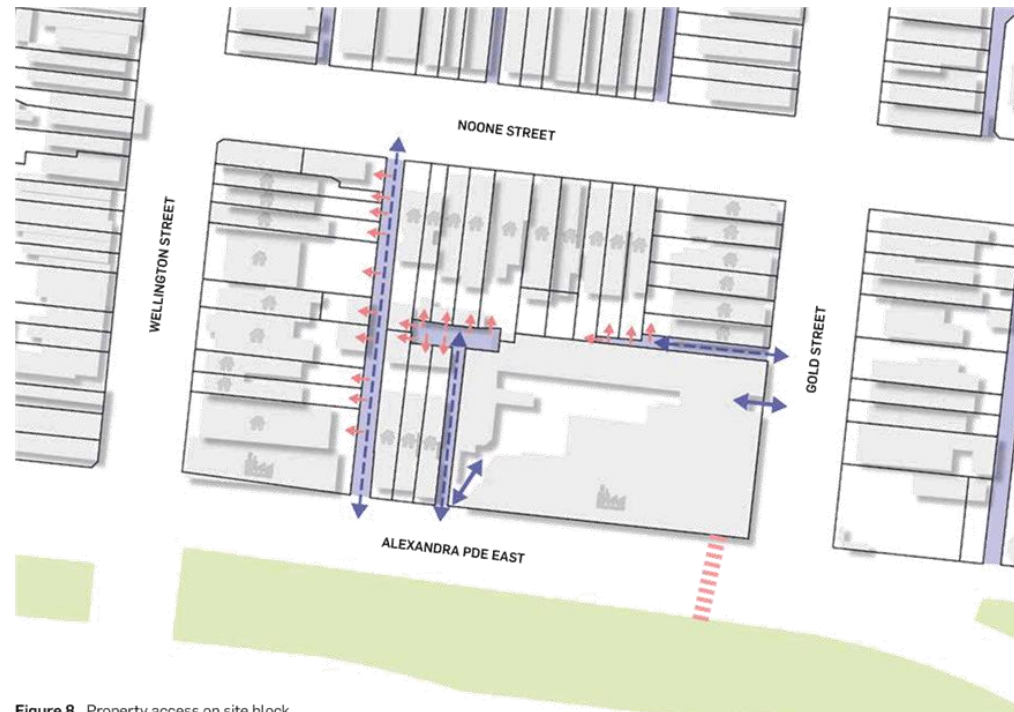 NOONE STREET
WELLINGTON STREET
GOLD STREET
ALEXANDRA PDE EAST
Figure 8 Property access on site block